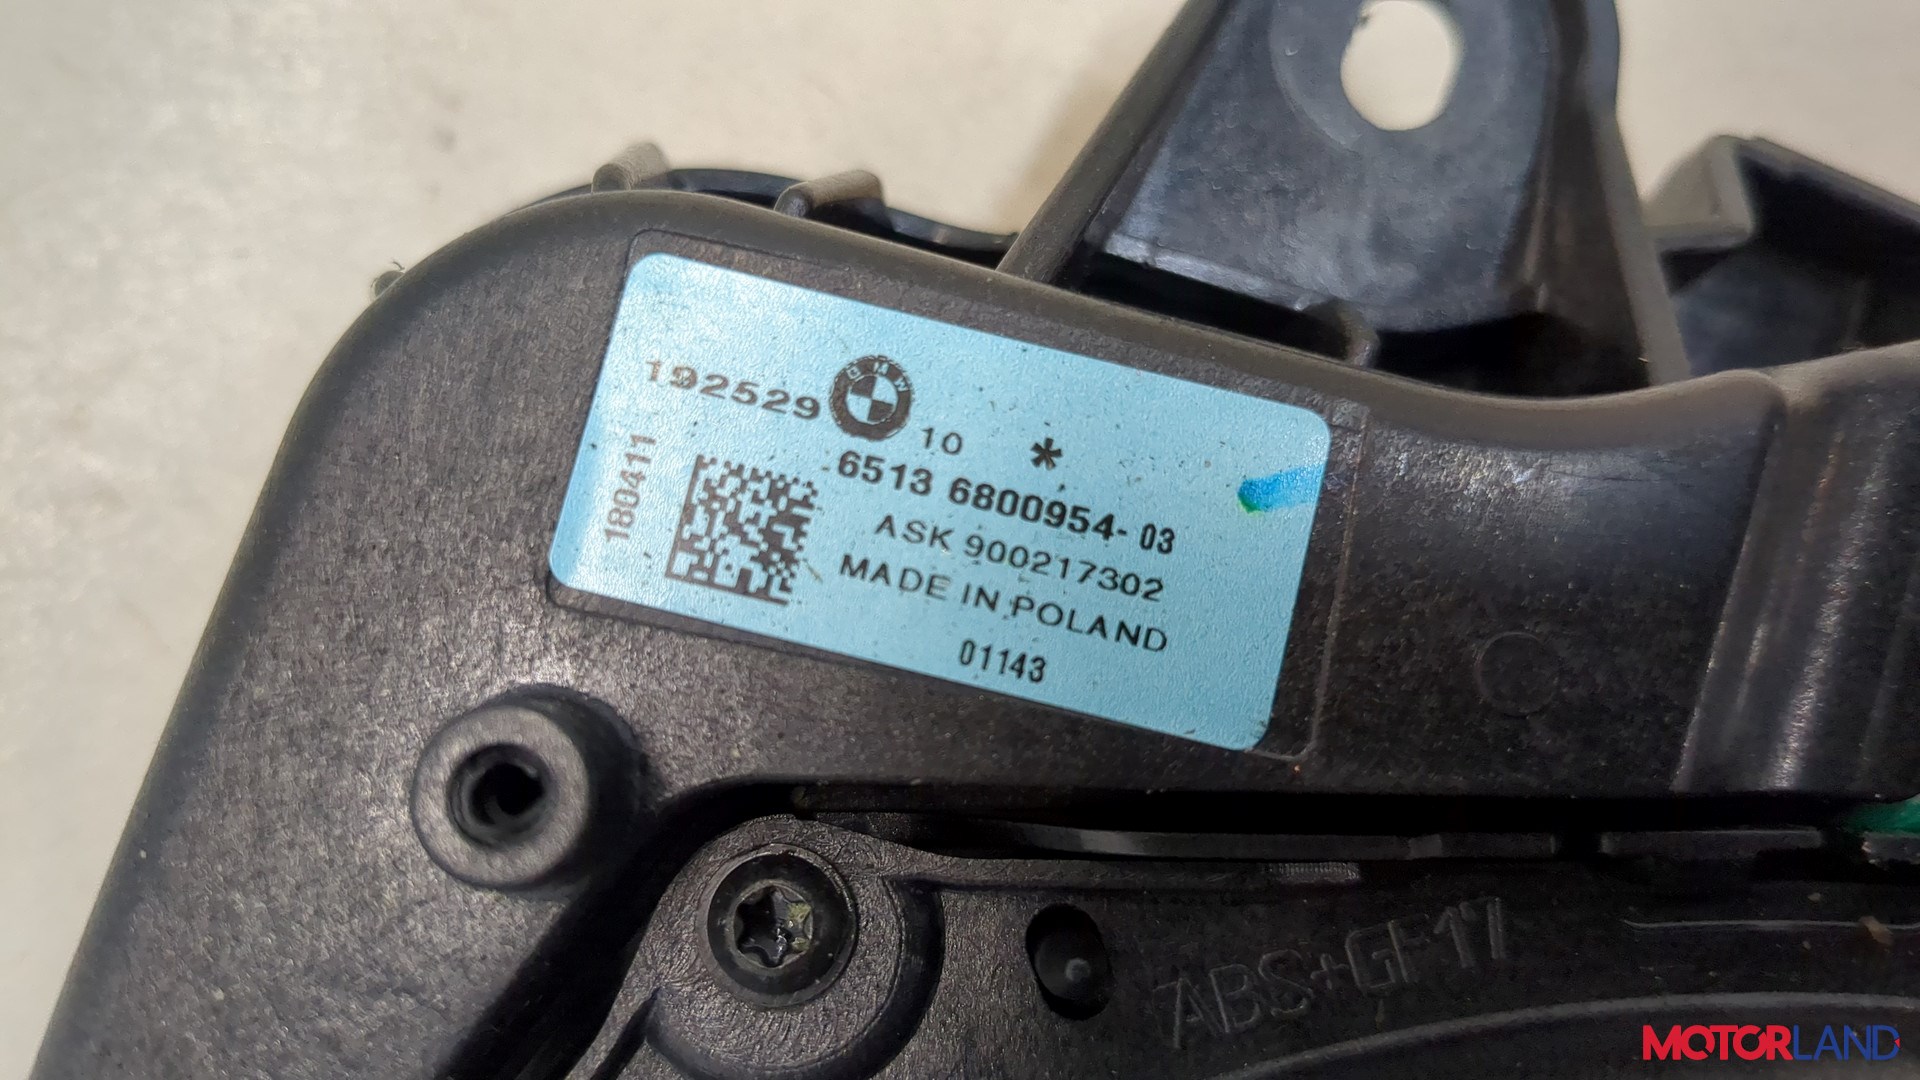 192529 BMW 10 *
180411
6513 6800954-03
ASK 900217302
MADE IN POLAND
01143
ABS+GF17
MOTORLAND